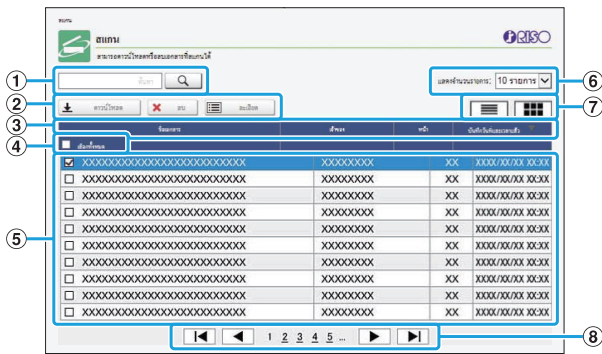 สแกน
สแกน
RISO
สามารถดาวน์โหลดหรือลบเอกสารที่สแกนได้
1
ค้นหา
แสดงจำนวนรายการ: 10 รายการ
6
2
ดาวน์โหลด
ลบ
ละเอียด
7
3
ชื่อเอกสาร
เจ้าของ
หน้า
บันทึกวันที่และเวลาแล้ว
4
เลือกทั้งหมด
XXXXXXXXXXXXXXXXXXXXXXXXX XXXXXXXX XX XXXX/XX/XX XX:XX
XXXXXXXXXXXXXXXXXXXXXXXXX XXXXXXXX XX XXXX/XX/XX XX:XX
XXXXXXXXXXXXXXXXXXXXXXXXX XXXXXXXX XX XXXX/XX/XX XX:XX
XXXXXXXXXXXXXXXXXXXXXXXXX XXXXXXXX XX XXXX/XX/XX XX:XX
5
XXXXXXXXXXXXXXXXXXXXXXXXX XXXXXXXX XX XXXX/XX/XX XX:XX
XXXXXXXXXXXXXXXXXXXXXXXXX XXXXXXXX XX XXXX/XX/XX XX:XX
XXXXXXXXXXXXXXXXXXXXXXXXX XXXXXXXX XX XXXX/XX/XX XX:XX
XXXXXXXXXXXXXXXXXXXXXXXXX XXXXXXXX XX XXXX/XX/XX XX:XX
XXXXXXXXXXXXXXXXXXXXXXXXX XXXXXXXX XX XXXX/XX/XX XX:XX
XXXXXXXXXXXXXXXXXXXXXXXXX XXXXXXXX XX XXXX/XX/XX XX:XX
1 2 3 4 5 ...
8